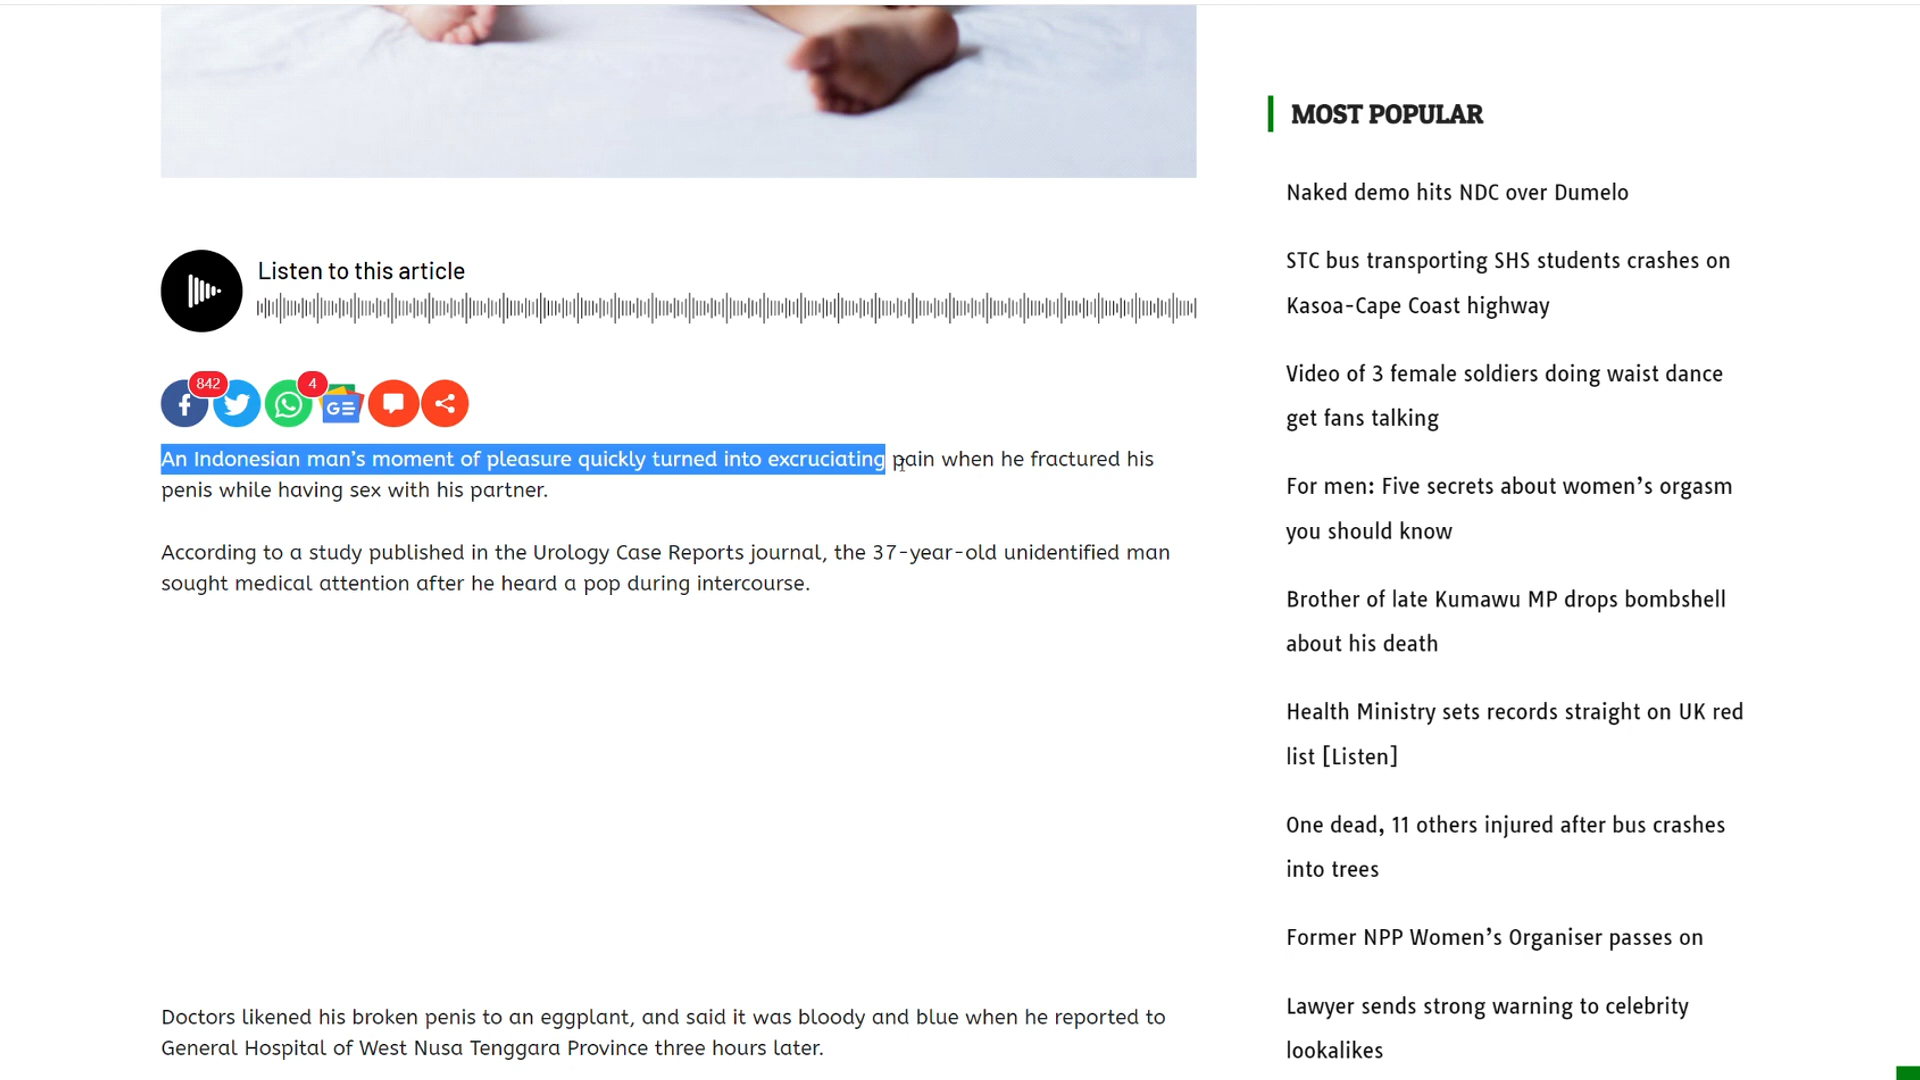 MOST POPULAR
Naked demo hits NDC over Dumelo
STC bus transporting SHS students crashes on
Kasoa-Cape Coast highway
Video of 3 female soldiers doing waist dance
get fans talking
For men: Five secrets about women's orgasm
you should know
Brother of late Kumawu MP drops bombshell
about his death
Health Ministry sets records straight on UK red
list [Listen]
One dead, 11 others injured after bus crashes
into trees
Former NPP Women's Organiser passes on
Lawyer sends strong warning to celebrity
lookalikes
Listen to this article
842
4
GE
An Indonesian man's moment of pleasure quickly turned into excruciating pain when he fractured his
penis while having sex with his partner.
According to a study published in the Urology Case Reports journal, the 37-year-old unidentified man
sought medical attention after he heard a pop during intercourse.
Doctors likened his broken penis to an eggplant, and said it was bloody and blue when he reported to
General Hospital of West Nusa Tenggara Province three hours later.